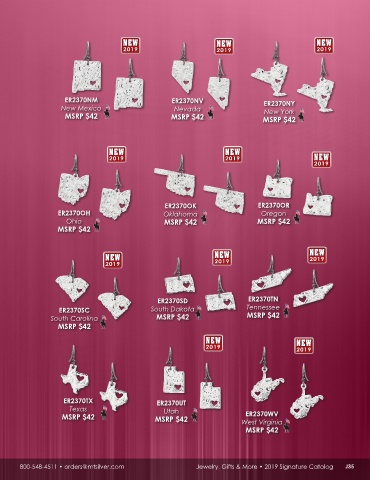 NEW
2019
NEW
2019
NEW
2019
ER2370NM
New Mexico
MSRP $42
ER2370NV
Nevada
MSRP $42
ER2370NY
New York
MSRP $42
NEW
2019
NEW
2019
NEW
2019
ER2370OH
Ohio
MSRP $42
ER2370OK
Oklahoma
MSRP $42
ER2370OR
Oregon
MSRP $42
NEW
2019
NEW
2019
NEW
2019
ER2370SC
South Carolina
MSRP $42
ER2370SD
South Dakota
MSRP $42
ER2370TN
Tennessee
MSRP $42
NEW
2019
NEW
2019
ER2370TX
Texas
MSRP $42
ER2370UT
Utah
MSRP $42
ER2370WV
West Virginia
MSRP $42
800-548-4511 • orders@mtsilver.com
Jewelry, Gifts & More • 2019 Signature Catalog J35